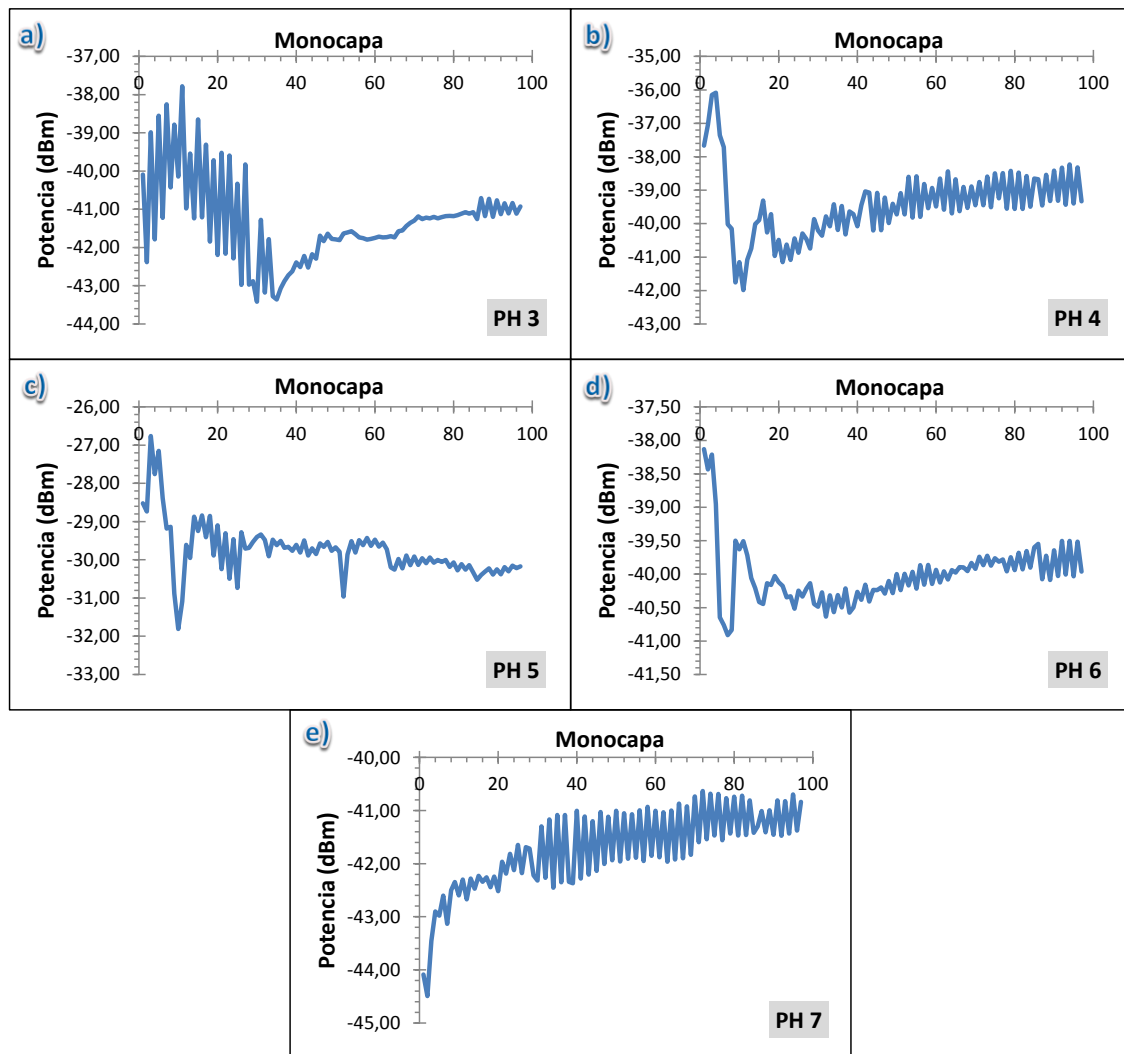 a)
Monocapa
-37,00
0 20 40 60 80 100
-38,00
-39,00
-40,00
-41,00
-42,00
-43,00
-44,00
Potencia (dBm)
PH 3
b)
Monocapa
-35,00
0 20 40 60 80 100
-36,00
-37,00
-38,00
-39,00
-40,00
-41,00
-42,00
-43,00
Potencia (dBm)
PH 4
c)
Monocapa
-26,00
0 20 40 60 80 100
-27,00
-28,00
-29,00
-30,00
-31,00
-32,00
-33,00
Potencia (dBm)
PH 5
d)
Monocapa
-37,50
0 20 40 60 80 100
-38,00
-38,50
-39,00
-39,50
-40,00
-40,50
-41,00
-41,50
Potencia (dBm)
PH 6
e)
Monocapa
-40,00
0 20 40 60 80 100
-41,00
-42,00
-43,00
-44,00
-45,00
Potencia (dBm)
PH 7